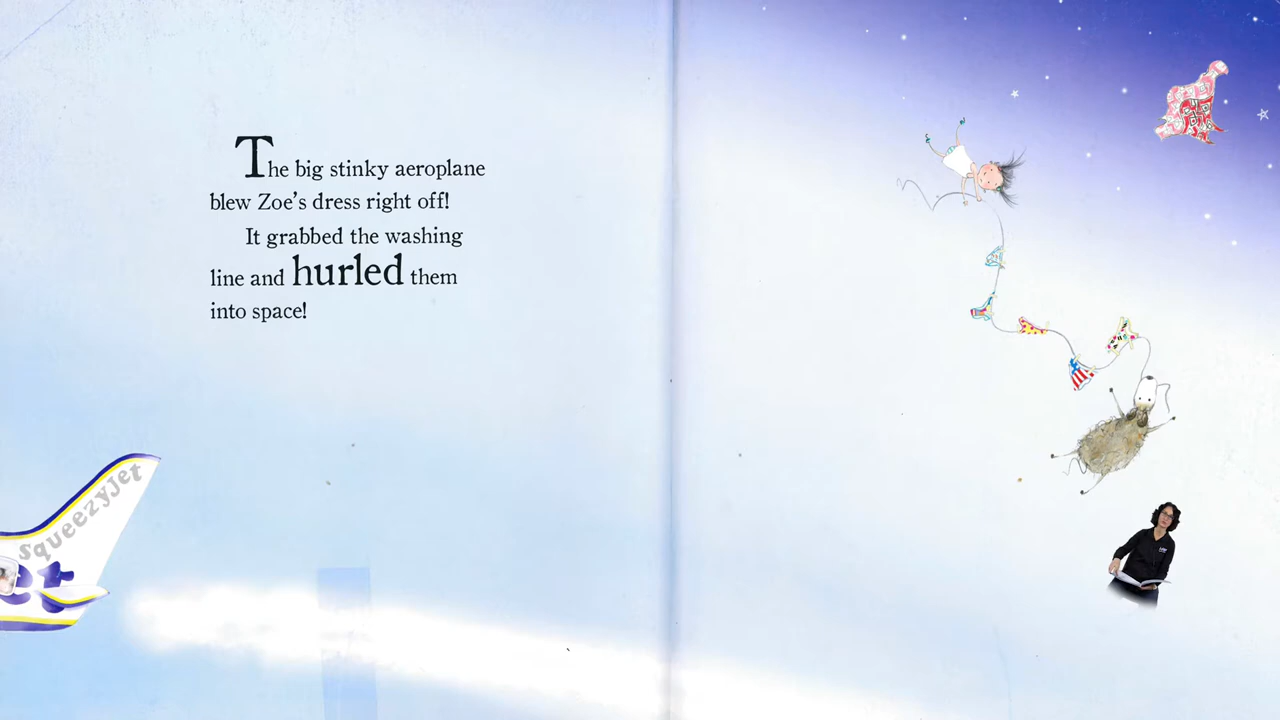 The big stinky aeroplane
blew Zoe's dress right off!
It grabbed the washing
line and hurled them
into space!
squeezyJet
et